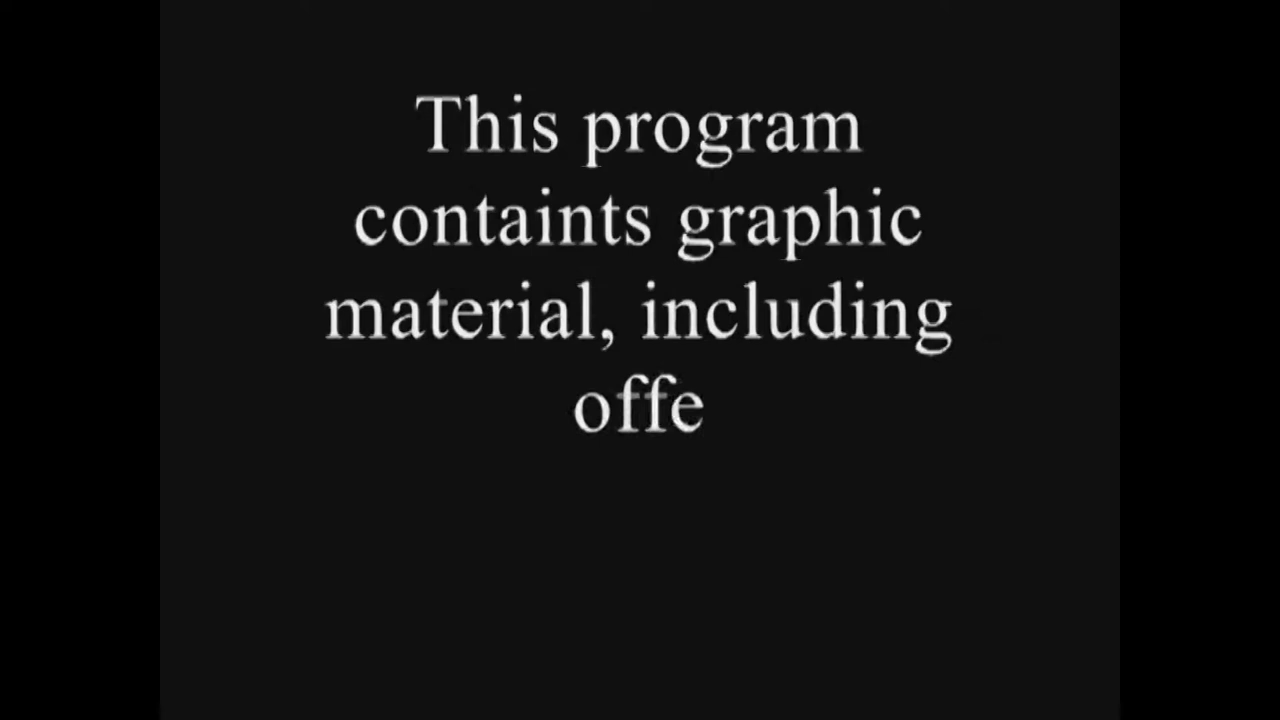 This program
containts graphic
material, including
offe